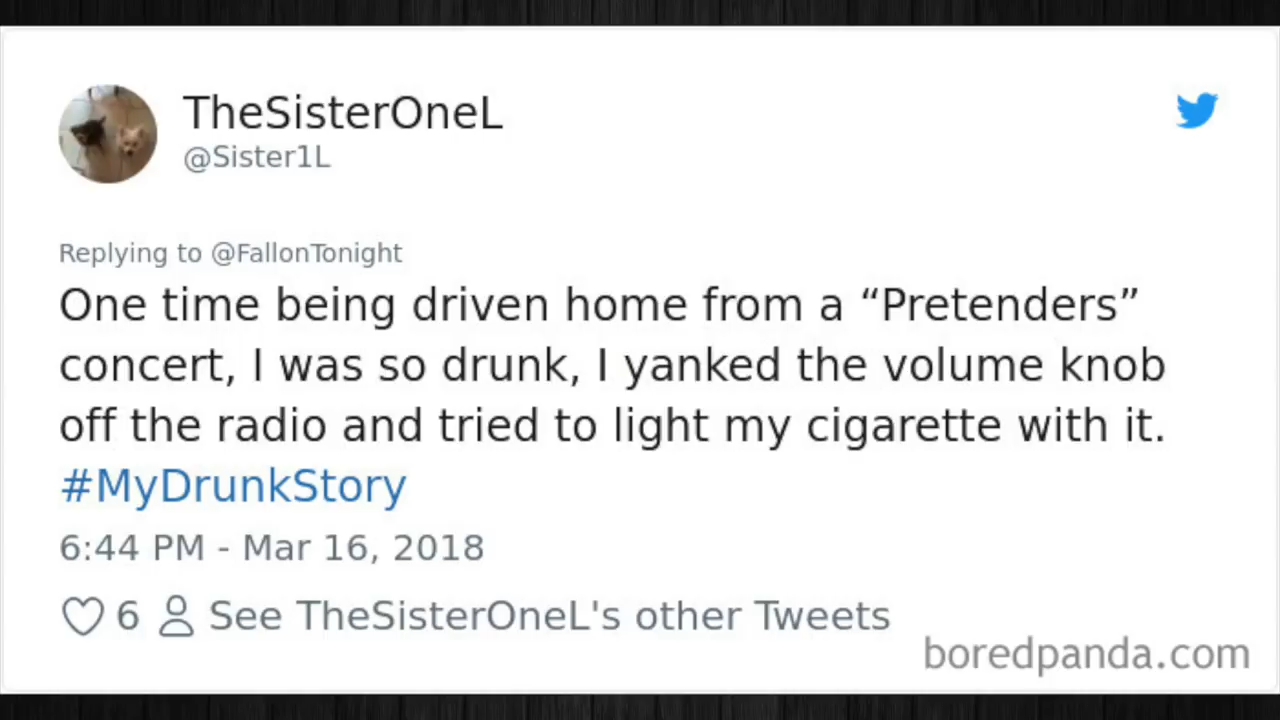 TheSisterOneL
@Sister1L
Replying to @FallonTonight
One time being driven home from a “Pretenders”
concert, I was so drunk, I yanked the volume knob
off the radio and tried to light my cigarette with it.
#MyDrunkStory
6:44 PM - Mar 16, 2018
6 See TheSisterOneL's other Tweets
boredpanda.com